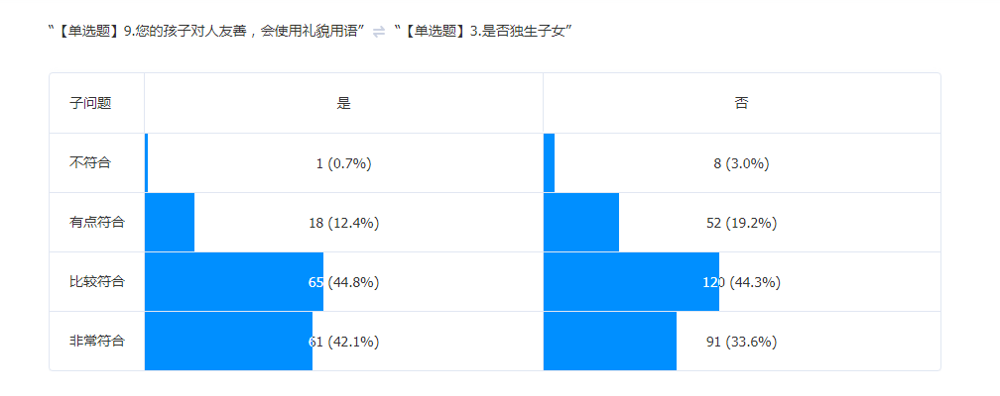 “【单选题】9.您的孩子对人友善，会使用礼貌用语” ⇌ “【单选题】3.是否独生子女”
子问题 是 否
不符合 1 (0.7%) 8 (3.0%)
有点符合 18 (12.4%) 52 (19.2%)
比较符合 65 (44.8%) 120 (44.3%)
非常符合 61 (42.1%) 91 (33.6%)